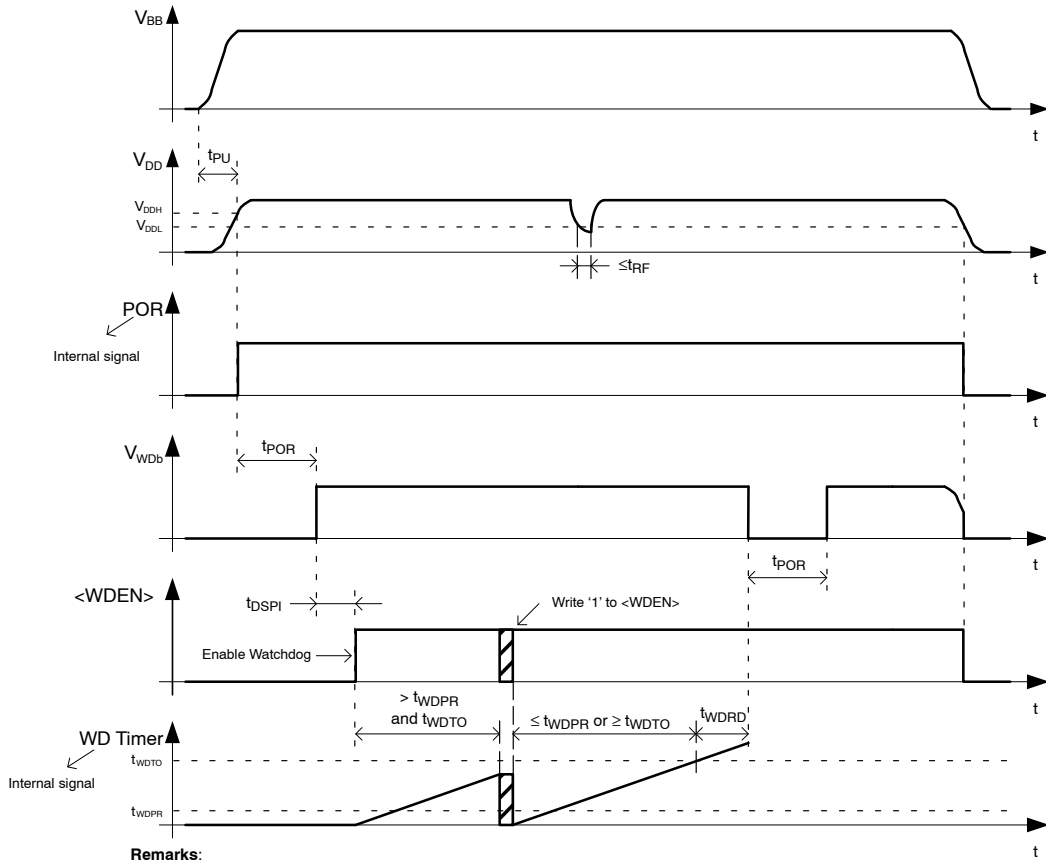 VBB
t
VDD
tPU
VDDH
VDDL
≤tRF
t
POR
Internal signal
t
VWDb
tPOR
tPOR
t
<WDEN>
tDSPI
Write ‘1’ to <WDEN>
Enable Watchdog
t
> tWDPR
and tWDTO
≤ tWDPR or ≥ tWDTO
tWDRD
WD Timer
tWDTO
Internal signal
tWDPR
t
Remarks: